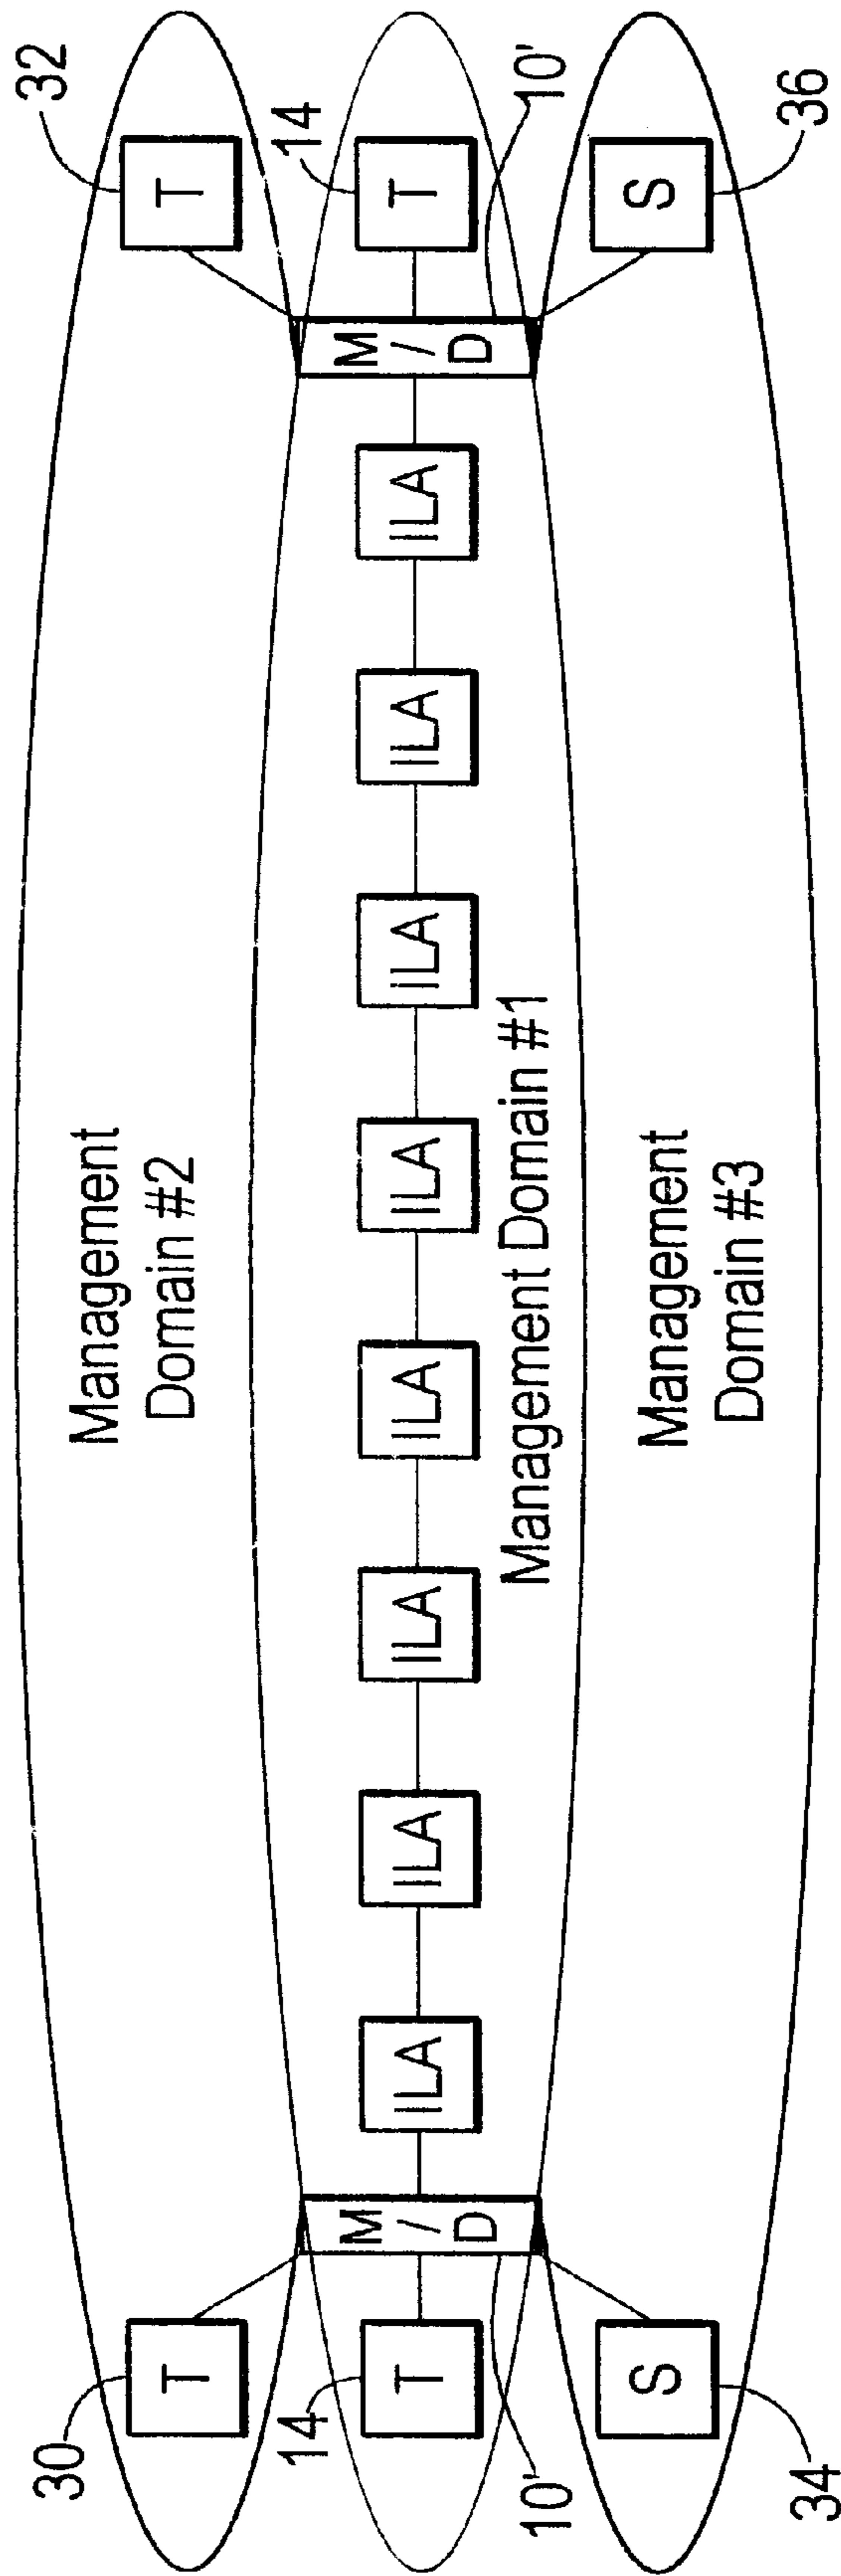 30
T
32
T
Management
Domain #2
14
T
M
/
D
ILA
ILA
ILA
ILA
ILA
ILA
ILA
ILA
M
/
D
14
T
10'
10'
Management Domain #1
34
S
36
S
Management
Domain #3